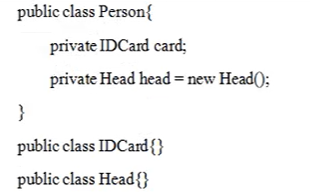 public class Person{
private IDCard card;
private Head head = new Head();
}
public class IDCard{}
public class Head{}